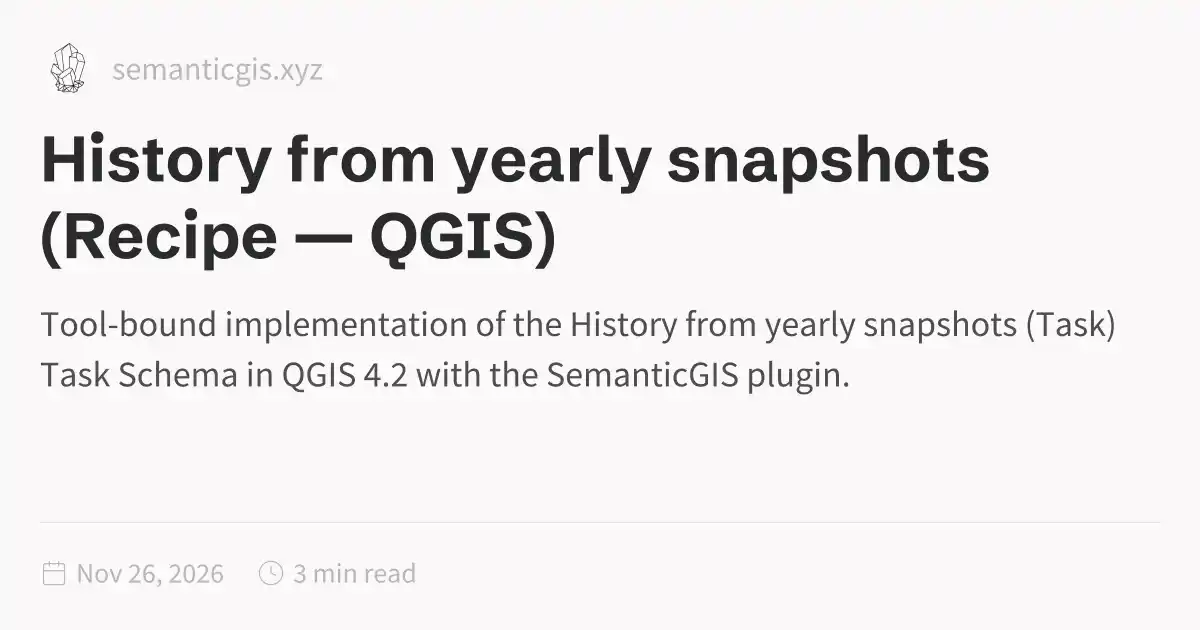 semanticgis.xyz
History from yearly snapshots
(Recipe — QGIS)
Tool-bound implementation of the History from yearly snapshots (Task)
Task Schema in QGIS 4.2 with the SemanticGIS plugin.
Nov 26, 2026 3 min read